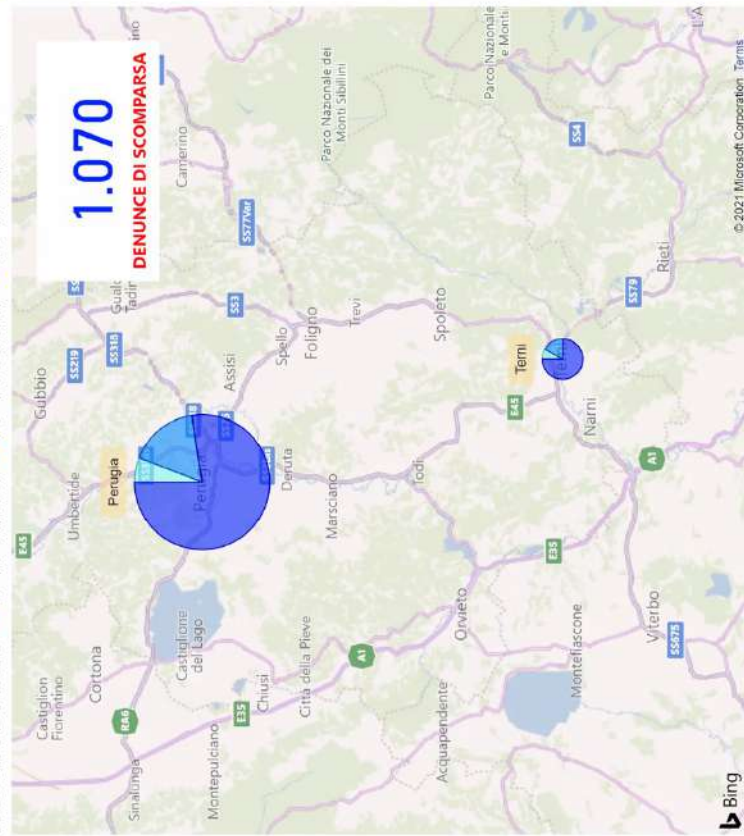 1.070
DENUNCE DI SCOMPARSA
Castiglion
Fiorentino
Cortona
RA6
Sinalunga
E45
Umbertide
Gubbio
SS219
SS318
Perugia
Perugia
Castiglione
del Lago
Chiusi
E35
Montepulciano
Città della Pieve
A1
Assisi
Spello
Foligno
SS3
SS77Var
Camerino
Trevi
Deruta
Marsciano
Todi
Spoleto
Parco Nazionale dei
Monti Sibillini
Parco Nazionale
e Monti
SS4
Orvieto
Acquapendente
Montefiascone
E35
E45
Terni
Narni
A1
SS79
Rieti
Viterbo
SS675
L'A
Bing
© 2021 Microsoft Corporation Terms